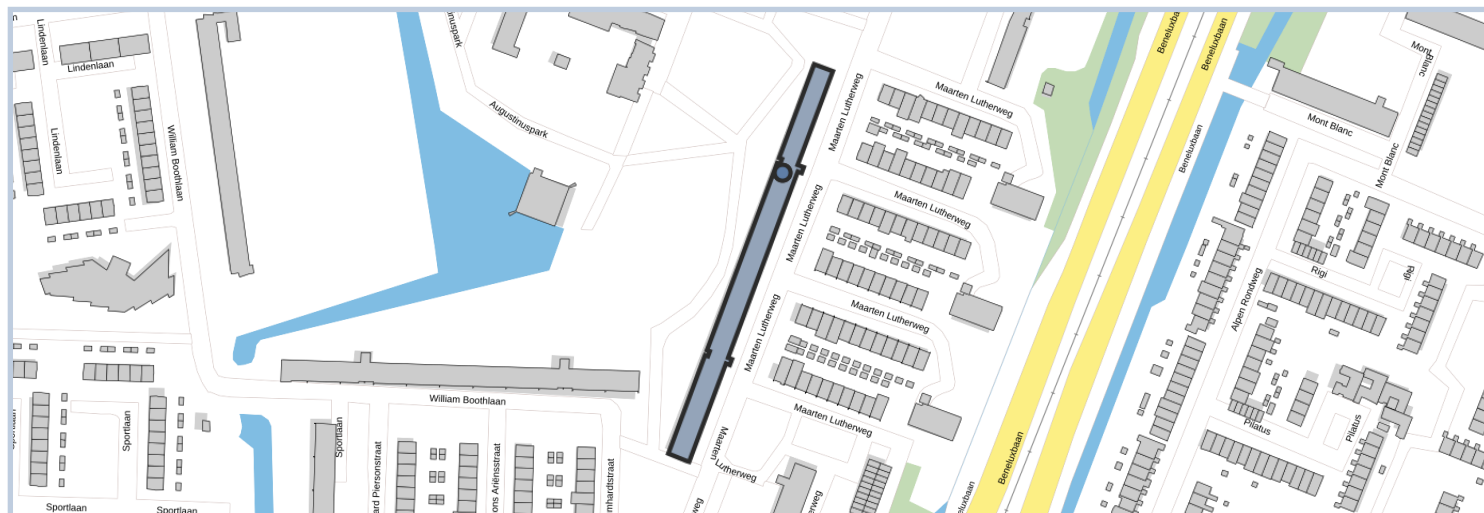 Lindenlaan
Lindenlaan
Lindenlaan
William Boothlaan
Augustinuspark
Maarten Lutherweg
Maarten Lutherweg
Maarten Lutherweg
Maarten Lutherweg
Maarten Lutherweg
Maarten Lutherweg
Maarten Lutherweg
Maarten
Lutherweg
Beneluxbaan
Beneluxbaan
Beneluxbaan
Mont
Blanc
Mont Blanc
Mont Blanc
Rigi
Rigi
Alpen Rondweg
Pilatus
Pilatus
William Boothlaan
Sportlaan
Sportlaan
Sportlaan
Sportlaan
Beneluxbaan